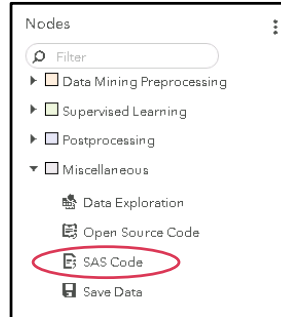 Nodes
Filter
Data Mining Preprocessing
Supervised Learning
Postprocessing
Miscellaneous
Data Exploration
Open Source Code
SAS Code
Save Data